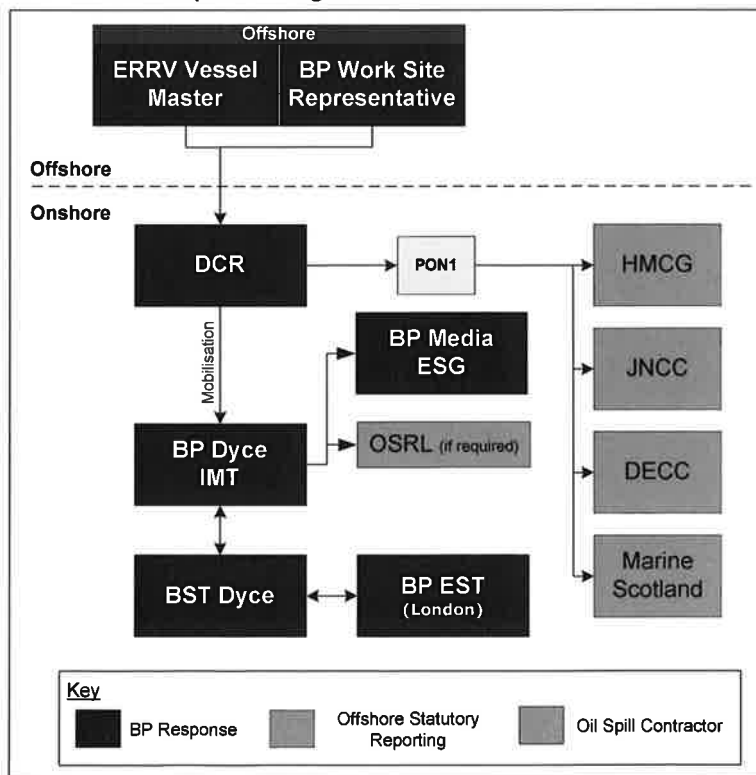 Offshore
ERRV Vessel
Master
BP Work Site
Representative
Offshore
Onshore
DCR
PON1
HMCG
Mobilisation
BP Media
ESG
JNCC
BP Dyce
IMT
OSRL (if required)
DECC
BST Dyce
BP EST
(London)
Marine
Scotland
Key
BP Response
Offshore Statutory
Reporting
Oil Spill Contractor